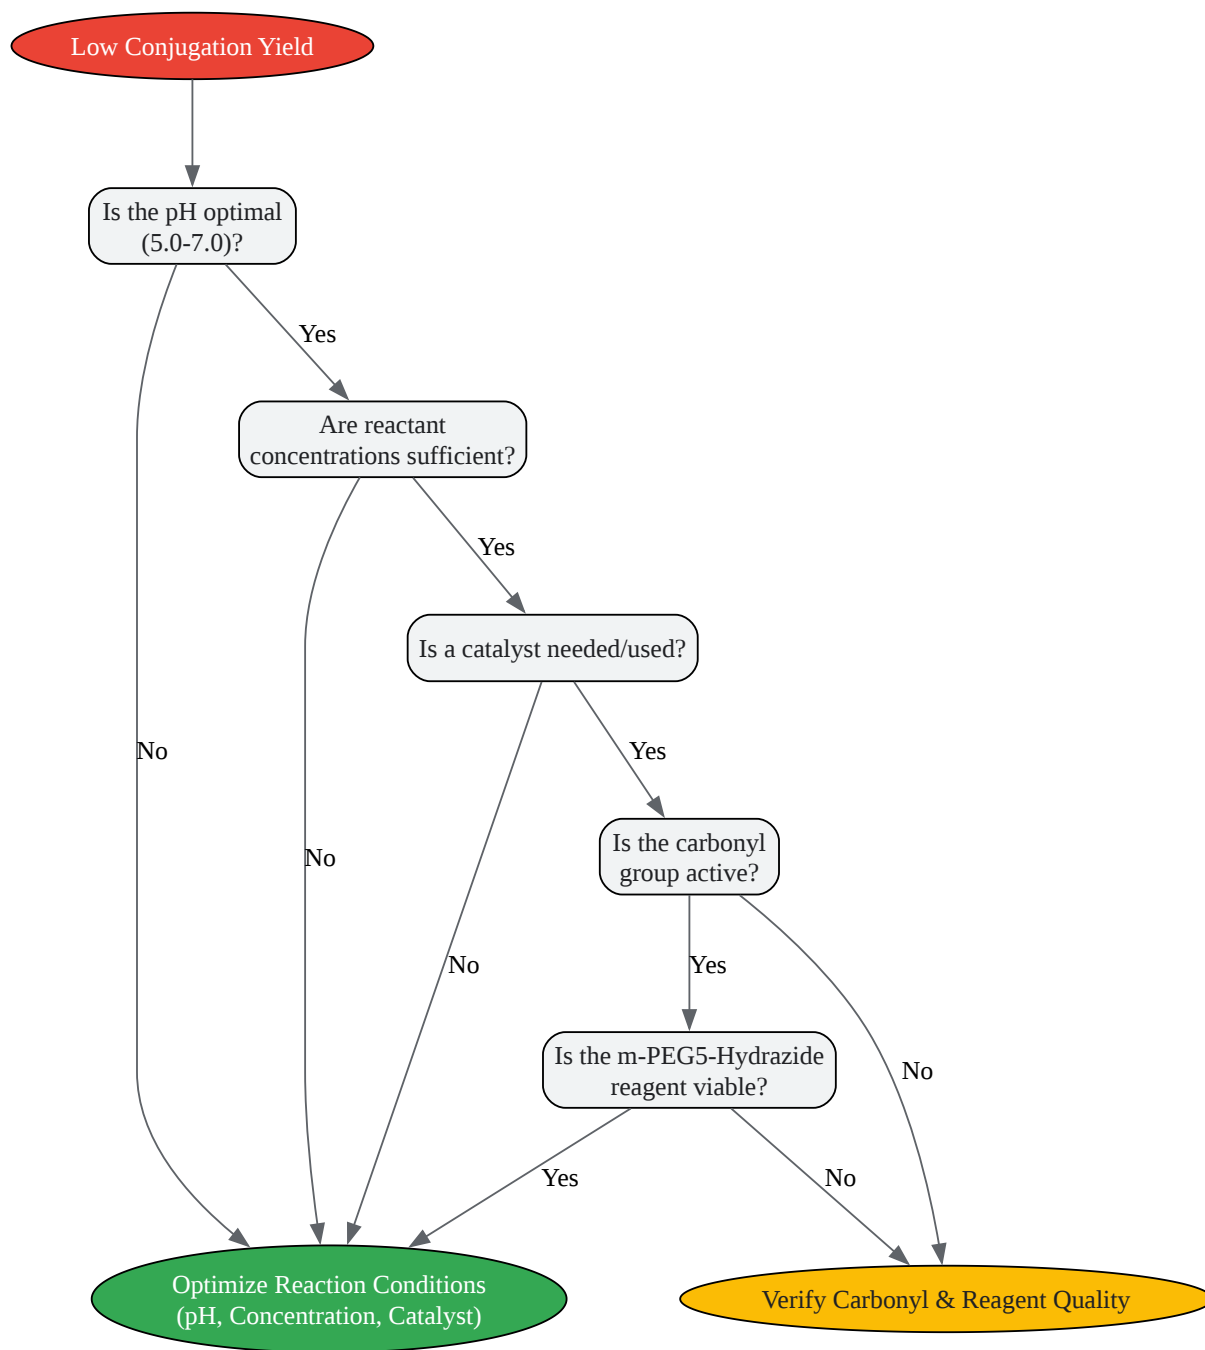 Low Conjugation Yield
Is the pH optimal
(5.0-7.0)?
Yes
Are reactant
concentrations sufficient?
Yes
Is a catalyst needed/used?
No
Yes
Is the carbonyl
group active?
No
No
Yes
Is the m-PEG5-Hydrazide
reagent viable?
No
Yes
No
Optimize Reaction Conditions
(pH, Concentration, Catalyst)
Verify Carbonyl & Reagent Quality